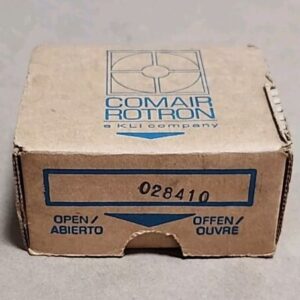 COMAIR
ROTRON
a KLI company
028410
OPEN/ OFFEN/
ABIERTO OUVRE